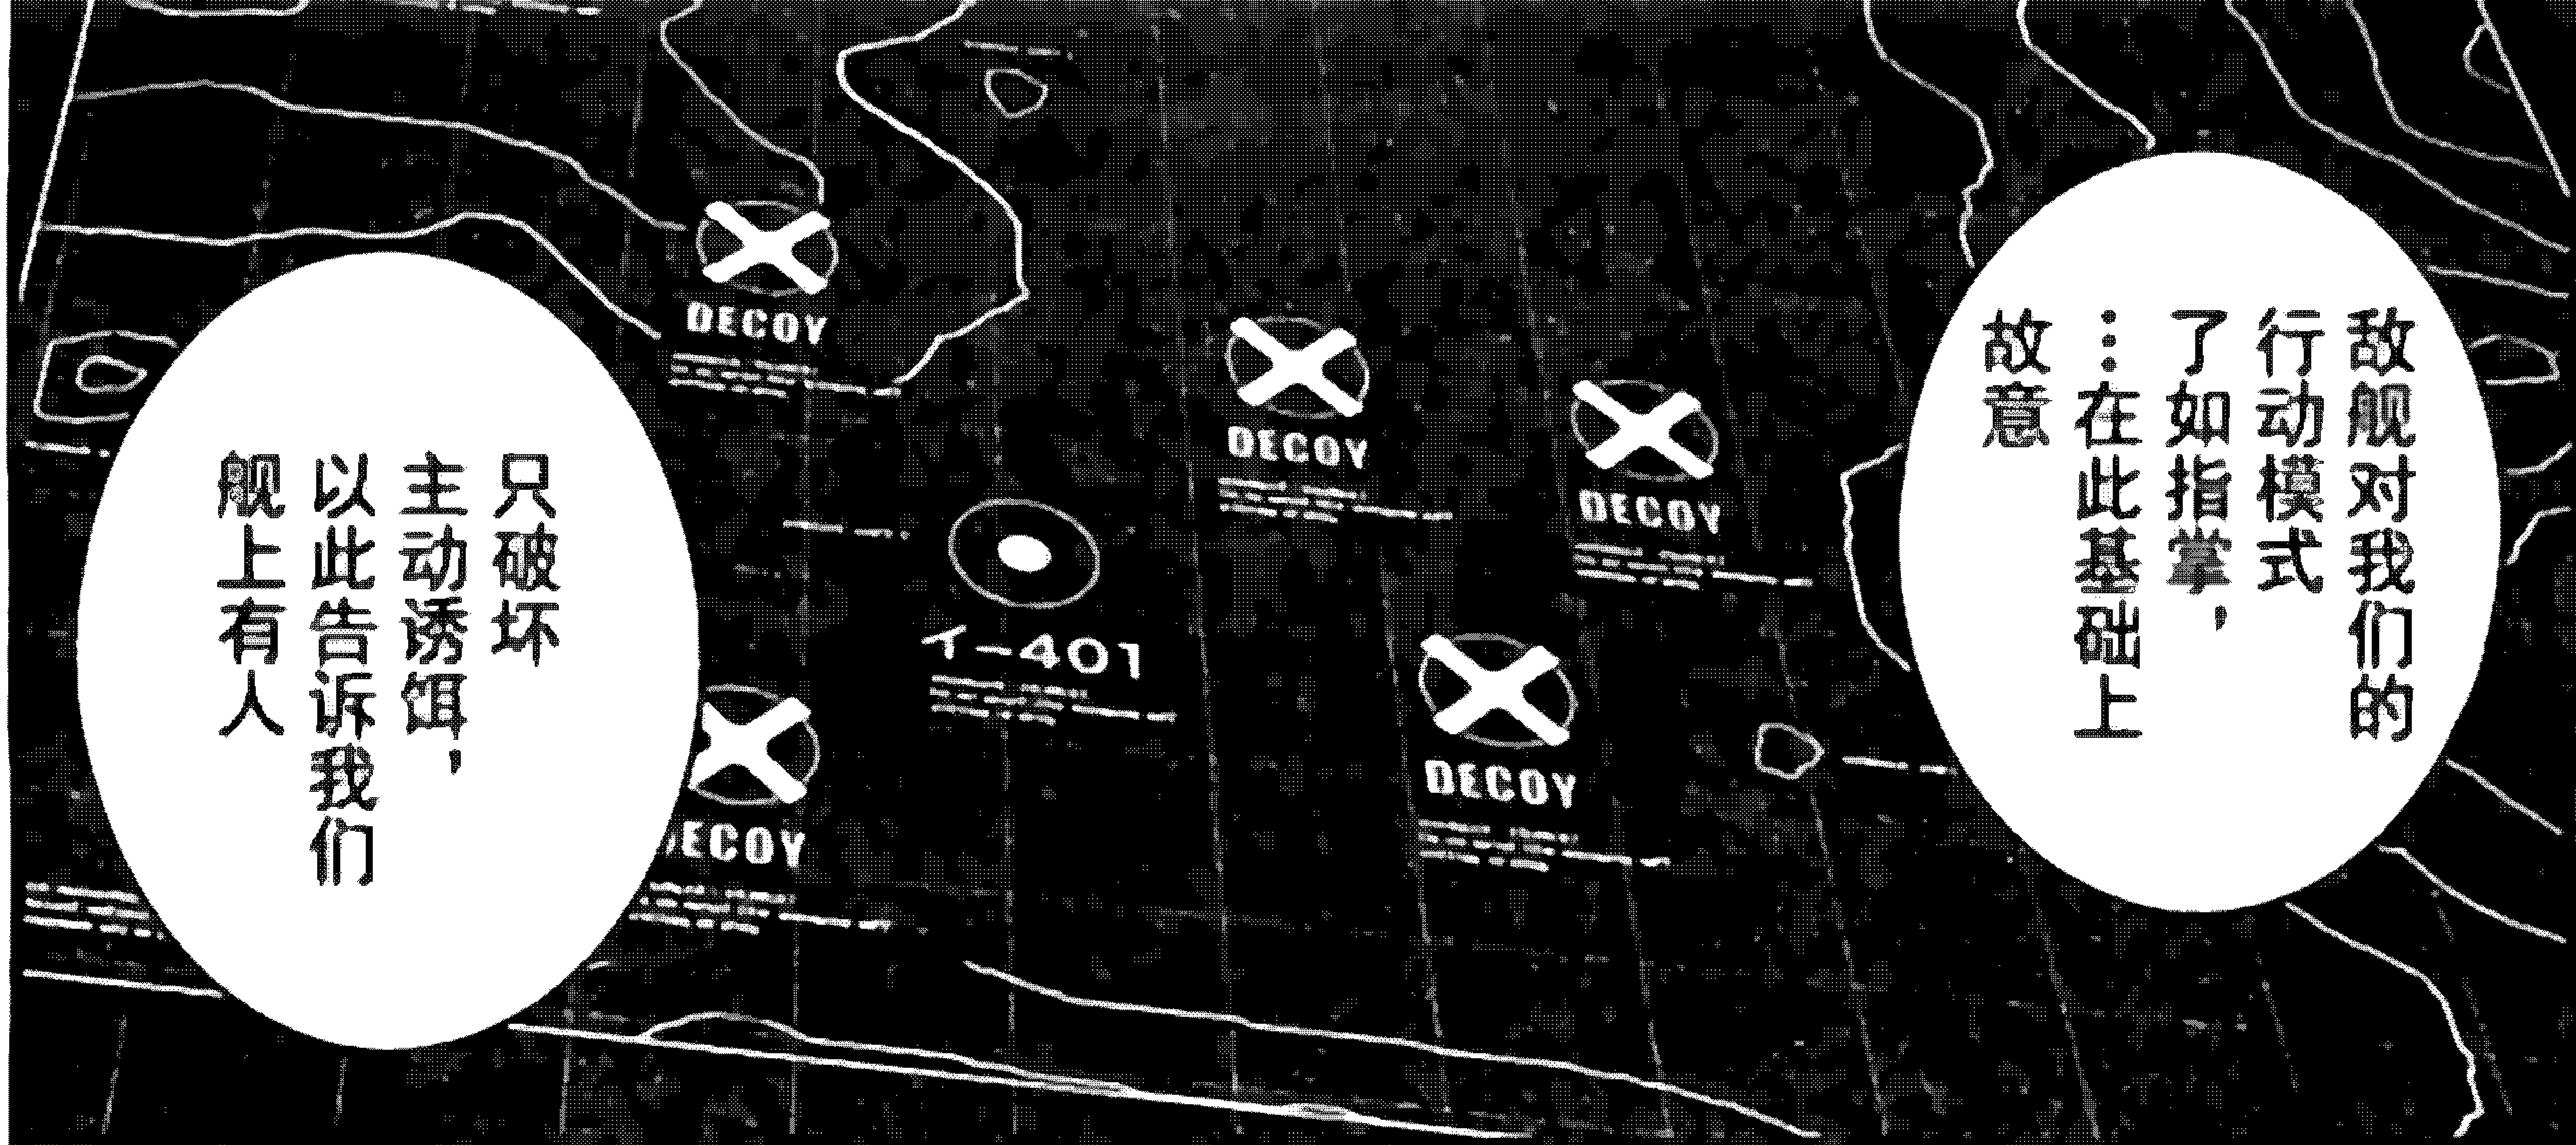 敌舰对我们的
行动模式
了如指掌，
…在此基础上
故意
只破坏
主动诱饵，
以此告诉我们
舰上有人
DECOY
DECOY
DECOY
イ-401
DECOY
DECOY